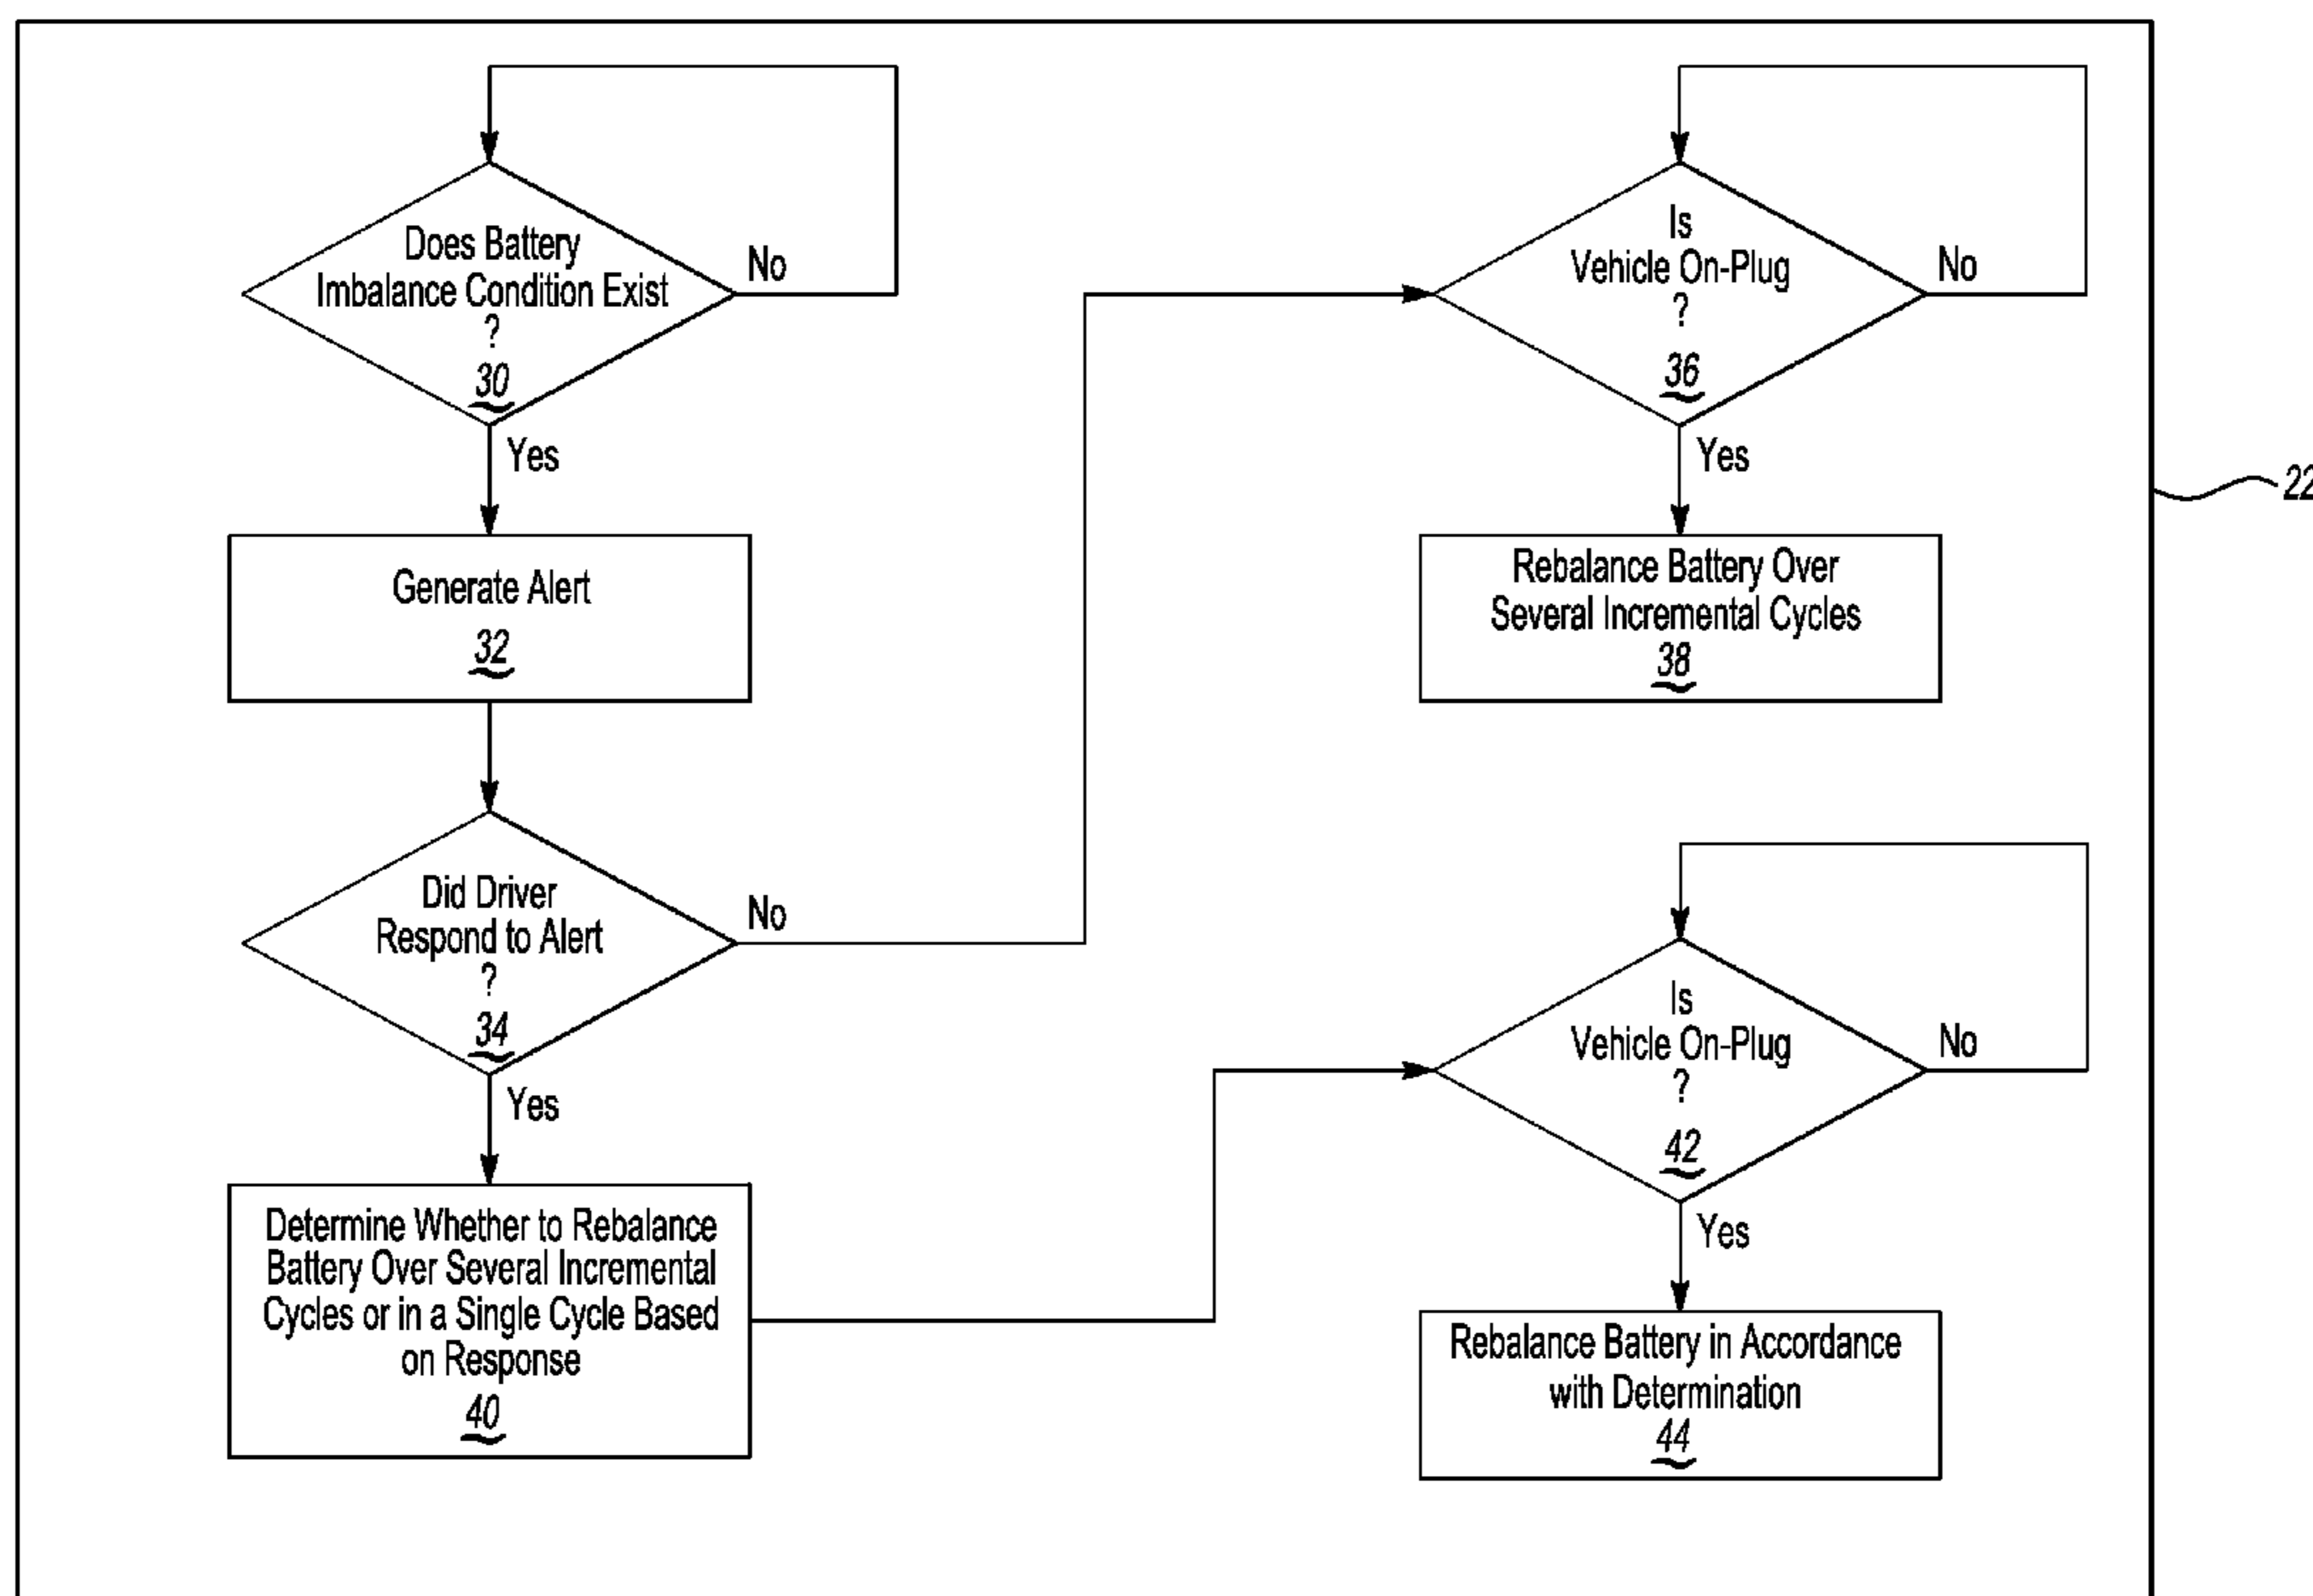 Does Battery
Imbalance Condition Exist
?
30
No
Yes
Generate Alert
32
Did Driver
Respond to Alert
?
34
No
Yes
Determine Whether to Rebalance
Battery Over Several Incremental
Cycles or in a Single Cycle Based
on Response
40
Is
Vehicle On-Plug
?
36
No
Yes
Rebalance Battery Over
Several Incremental Cycles
38
Is
Vehicle On-Plug
?
42
No
Yes
Rebalance Battery in Accordance
with Determination
44
22